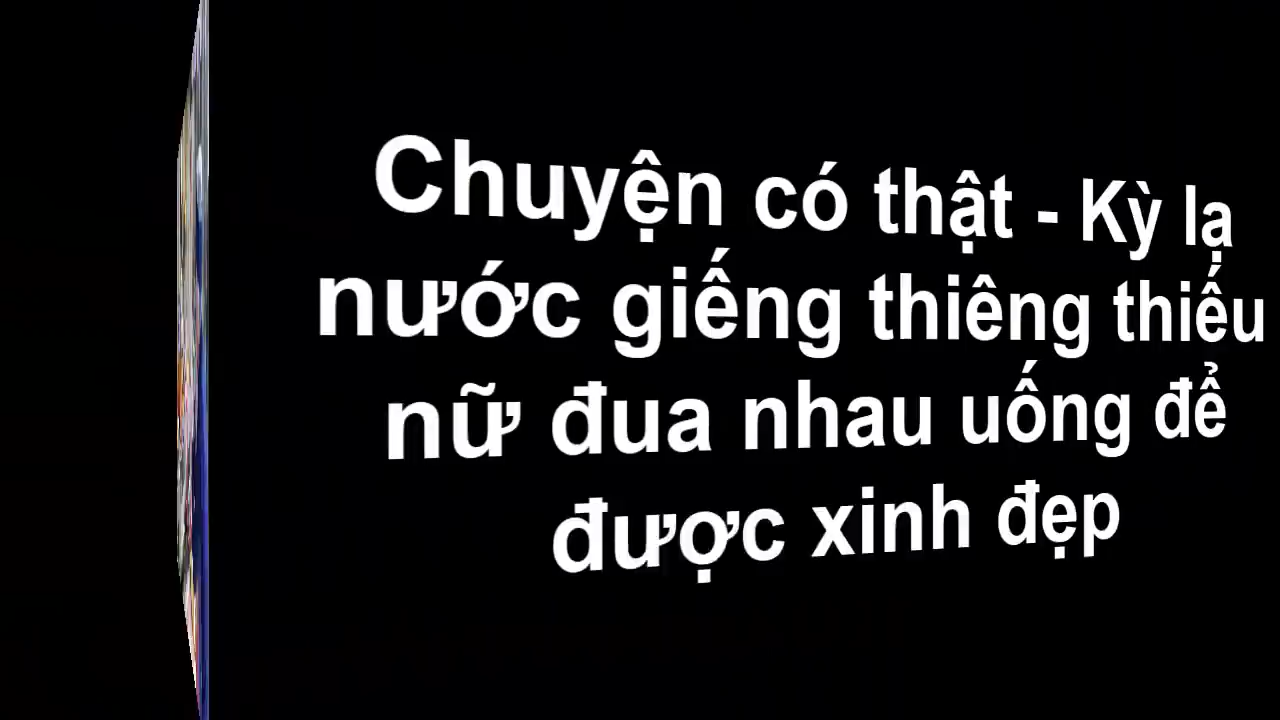 Chuyện có thật - Kỳ lạ
nước giếng thiêng thiếu
nữ đua nhau uống để
được xinh đẹp